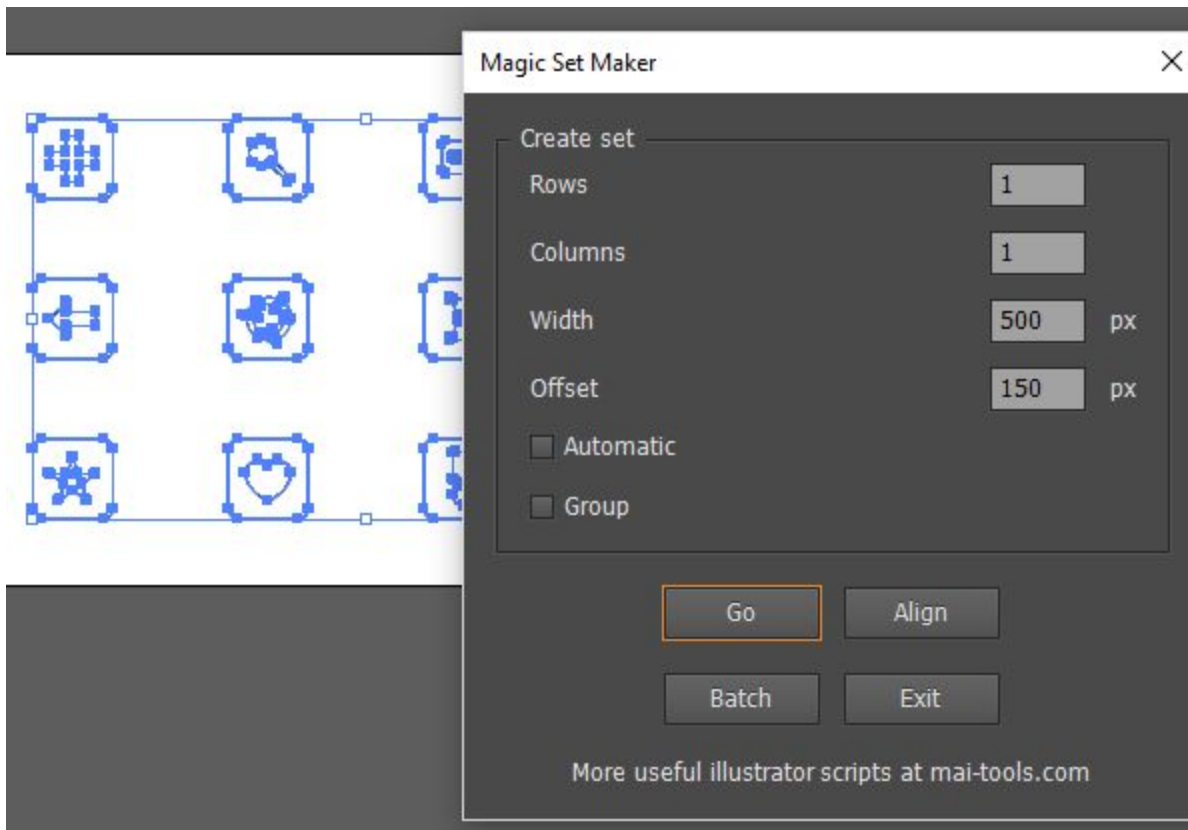 Magic Set Maker
Create set
Rows 1
Columns 1
Width 500 px
Offset 150 px
Automatic
Group
Go Align
Batch Exit
More useful illustrator scripts at mai-tools.com